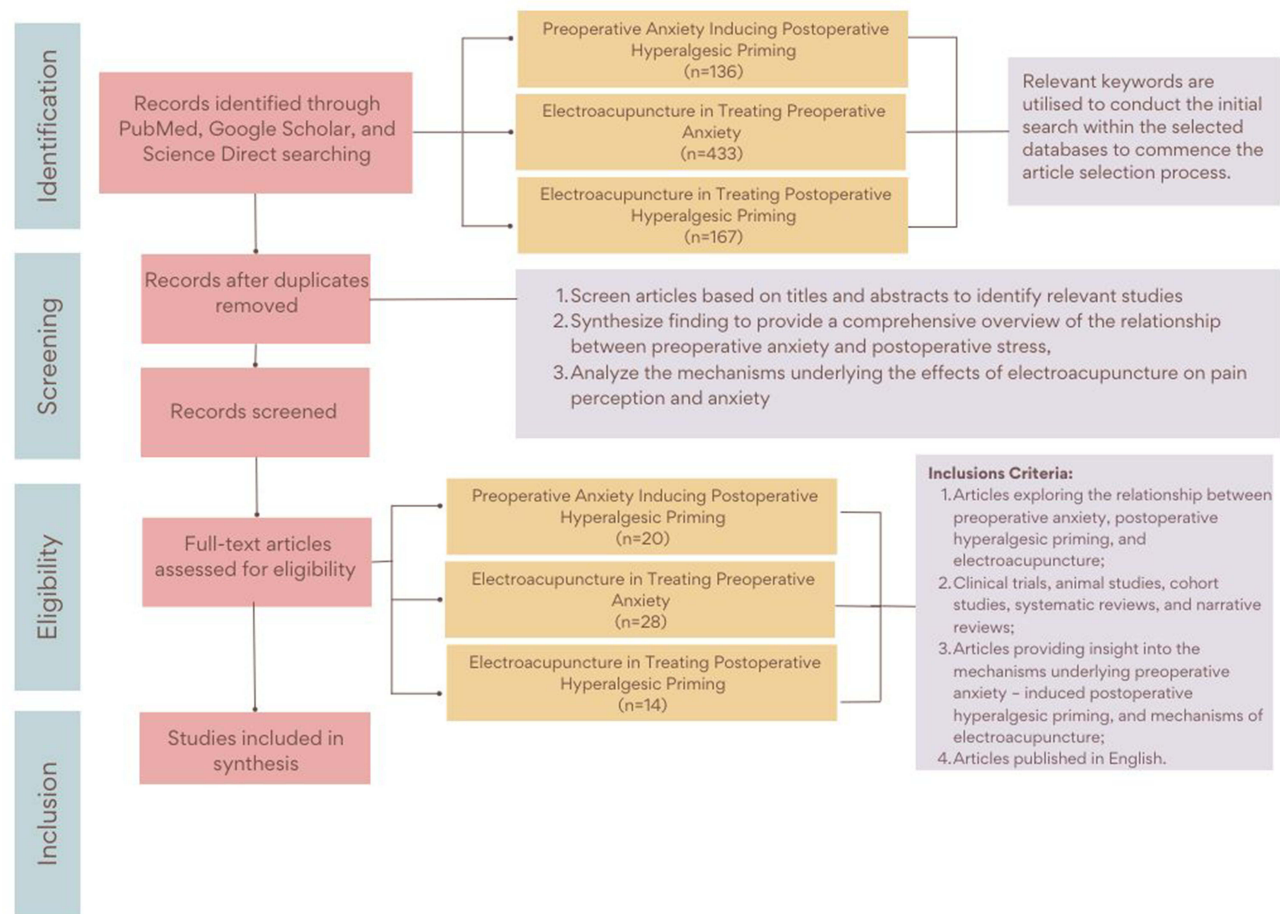 Identification
Records identified through
PubMed, Google Scholar, and
Science Direct searching
Preoperative Anxiety Inducing Postoperative
Hyperalgesic Priming
(n=136)
Electroacupuncture in Treating Preoperative
Anxiety
(n=433)
Electroacupuncture in Treating Postoperative
Hyperalgesic Priming
(n=167)
Relevant keywords are
utilised to conduct the initial
search within the selected
databases to commence the
article selection process.
Screening
Records after duplicates
removed
1. Screen articles based on titles and abstracts to identify relevant studies
2. Synthesize finding to provide a comprehensive overview of the relationship
between preoperative anxiety and postoperative stress,
3. Analyze the mechanisms underlying the effects of electroacupuncture on pain
perception and anxiety
Records screened
Eligibility
Full-text articles
assessed for eligibility
Preoperative Anxiety Inducing Postoperative
Hyperalgesic Priming
(n=20)
Electroacupuncture in Treating Preoperative
Anxiety
(n=28)
Electroacupuncture in Treating Postoperative
Hyperalgesic Priming
(n=14)
Inclusions Criteria:
1. Articles exploring the relationship between
preoperative anxiety, postoperative
hyperalgesic priming, and
electroacupuncture;
2. Clinical trials, animal studies, cohort
studies, systematic reviews, and narrative
reviews;
3. Articles providing insight into the
mechanisms underlying preoperative
anxiety – induced postoperative
hyperalgesic priming, and mechanisms of
electroacupuncture;
4. Articles published in English.
Inclusion
Studies included in
synthesis